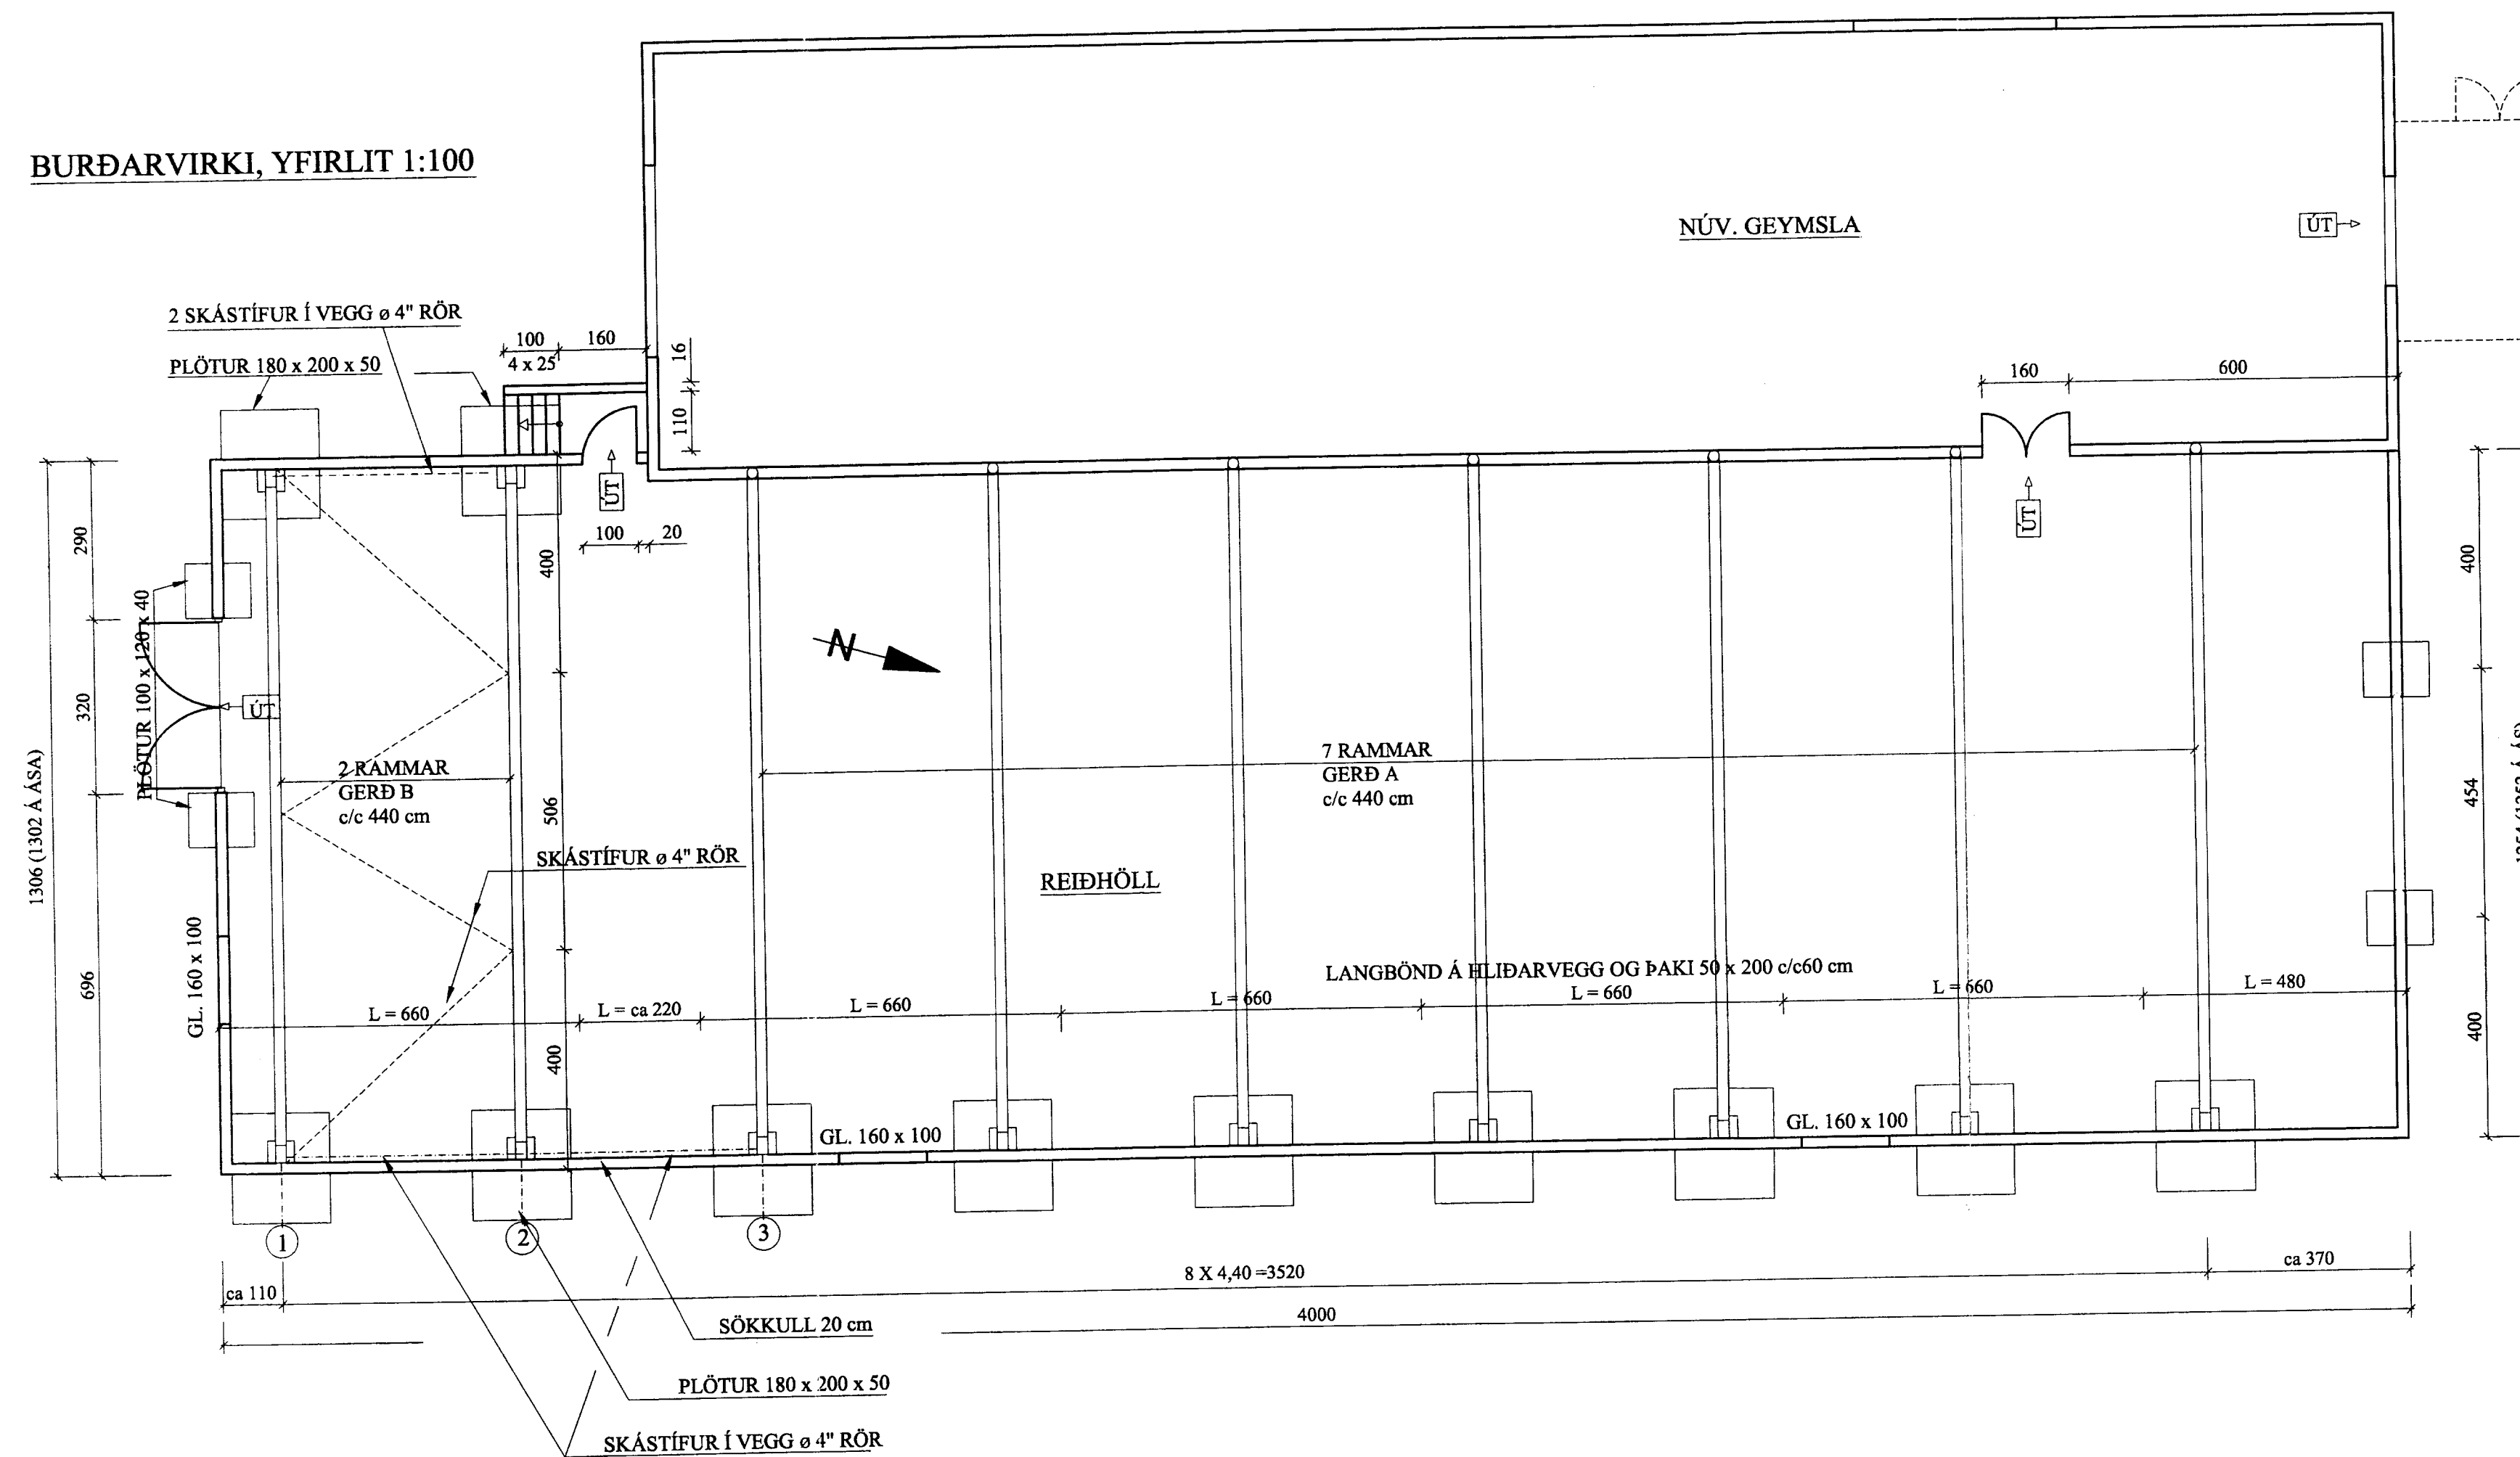 BURÐARVIRKI, YFIRLIT 1:100
NÚV. GEYMSLA
ÚT
2 SKÁSTÍFUR Í VEGG ø 4" RÖR
PLÖTUR 180 x 200 x 50
100
160
4 x 25
16
110
160
600
ÚT
ÚT
100
20
400
290
320
696
1306 (1302 Á ÁSA)
PLÖTUR 100 x 120 x 40
ÚT
2 RAMMAR
GERÐ B
c/c 440 cm
506
400
N
7 RAMMAR
GERÐ A
c/c 440 cm
400
454
400
SKÁSTÍFUR ø 4" RÖR
REIÐHÖLL
LANGBÖND Á HLIÐARVEGG OG ÞAKI 50 x 200 c/c60 cm
GL. 160 x 100
L = 660
L = ca 220
L = 660
L = 660
L = 660
L = 660
L = 480
GL. 160 x 100
GL. 160 x 100
1
2
3
ca 110
8 X 4,40 =3520
ca 370
4000
SÖKKULL 20 cm
PLÖTUR 180 x 200 x 50
SKÁSTÍFUR Í VEGG ø 4" RÖR